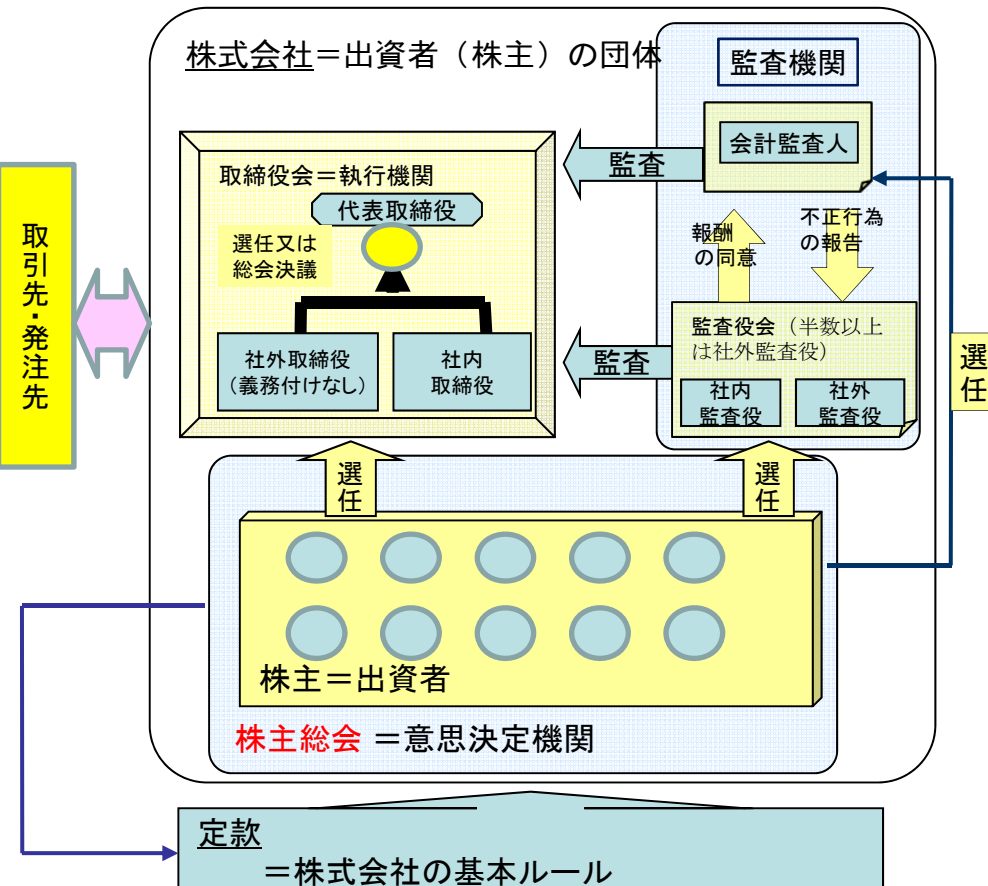 株式会社＝出資者（株主）の団体
監査機関
会計監査人
監査
取締役会＝執行機関
代表取締役
選任又は
総会決議
社外取締役
（義務付けなし）
社内
取締役
報酬
の同意
不正行為
の報告
監査
監査役会（半数以上
は社外監査役）
社内
監査役
社外
監査役
取引先・発注先
選任
選任
選任
株主＝出資者
株主総会 ＝意思決定機関
定款
＝株式会社の基本ルール